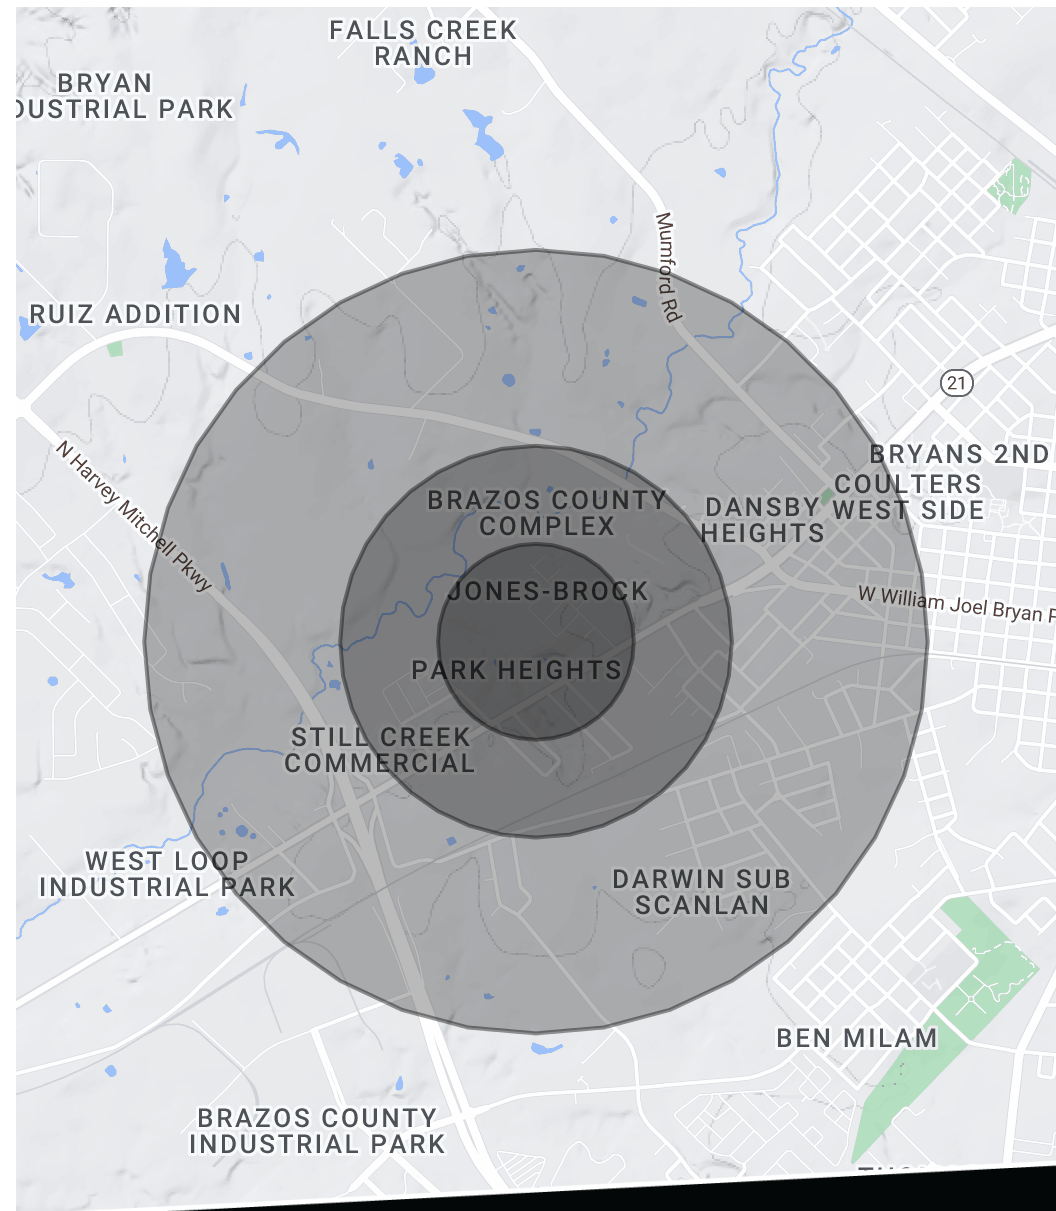 FALLS CREEK
RANCH
BRYAN
DUSTRIAL PARK
Mumford Rd
RUIZ ADDITION
21
N Harvey Mitchell Pkwy
BRYANS 2ND
COULTERS
WEST SIDE
BRAZOS COUNTY
COMPLEX
DANSBY
HEIGHTS
JONES-BROCK
W William Joel Bryan P
PARK HEIGHTS
STILL CREEK
COMMERCIAL
WEST LOOP
INDUSTRIAL PARK
DARWIN SUB
SCANLAN
BEN MILAM
BRAZOS COUNTY
INDUSTRIAL PARK